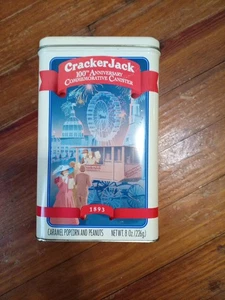 CrackerJack
100TH ANNIVERSARY
COMMEMORATIVE CANISTER
1893
CARAMEL POPCORN AND PEANUTS NET WT. 8 Oz. (226g)